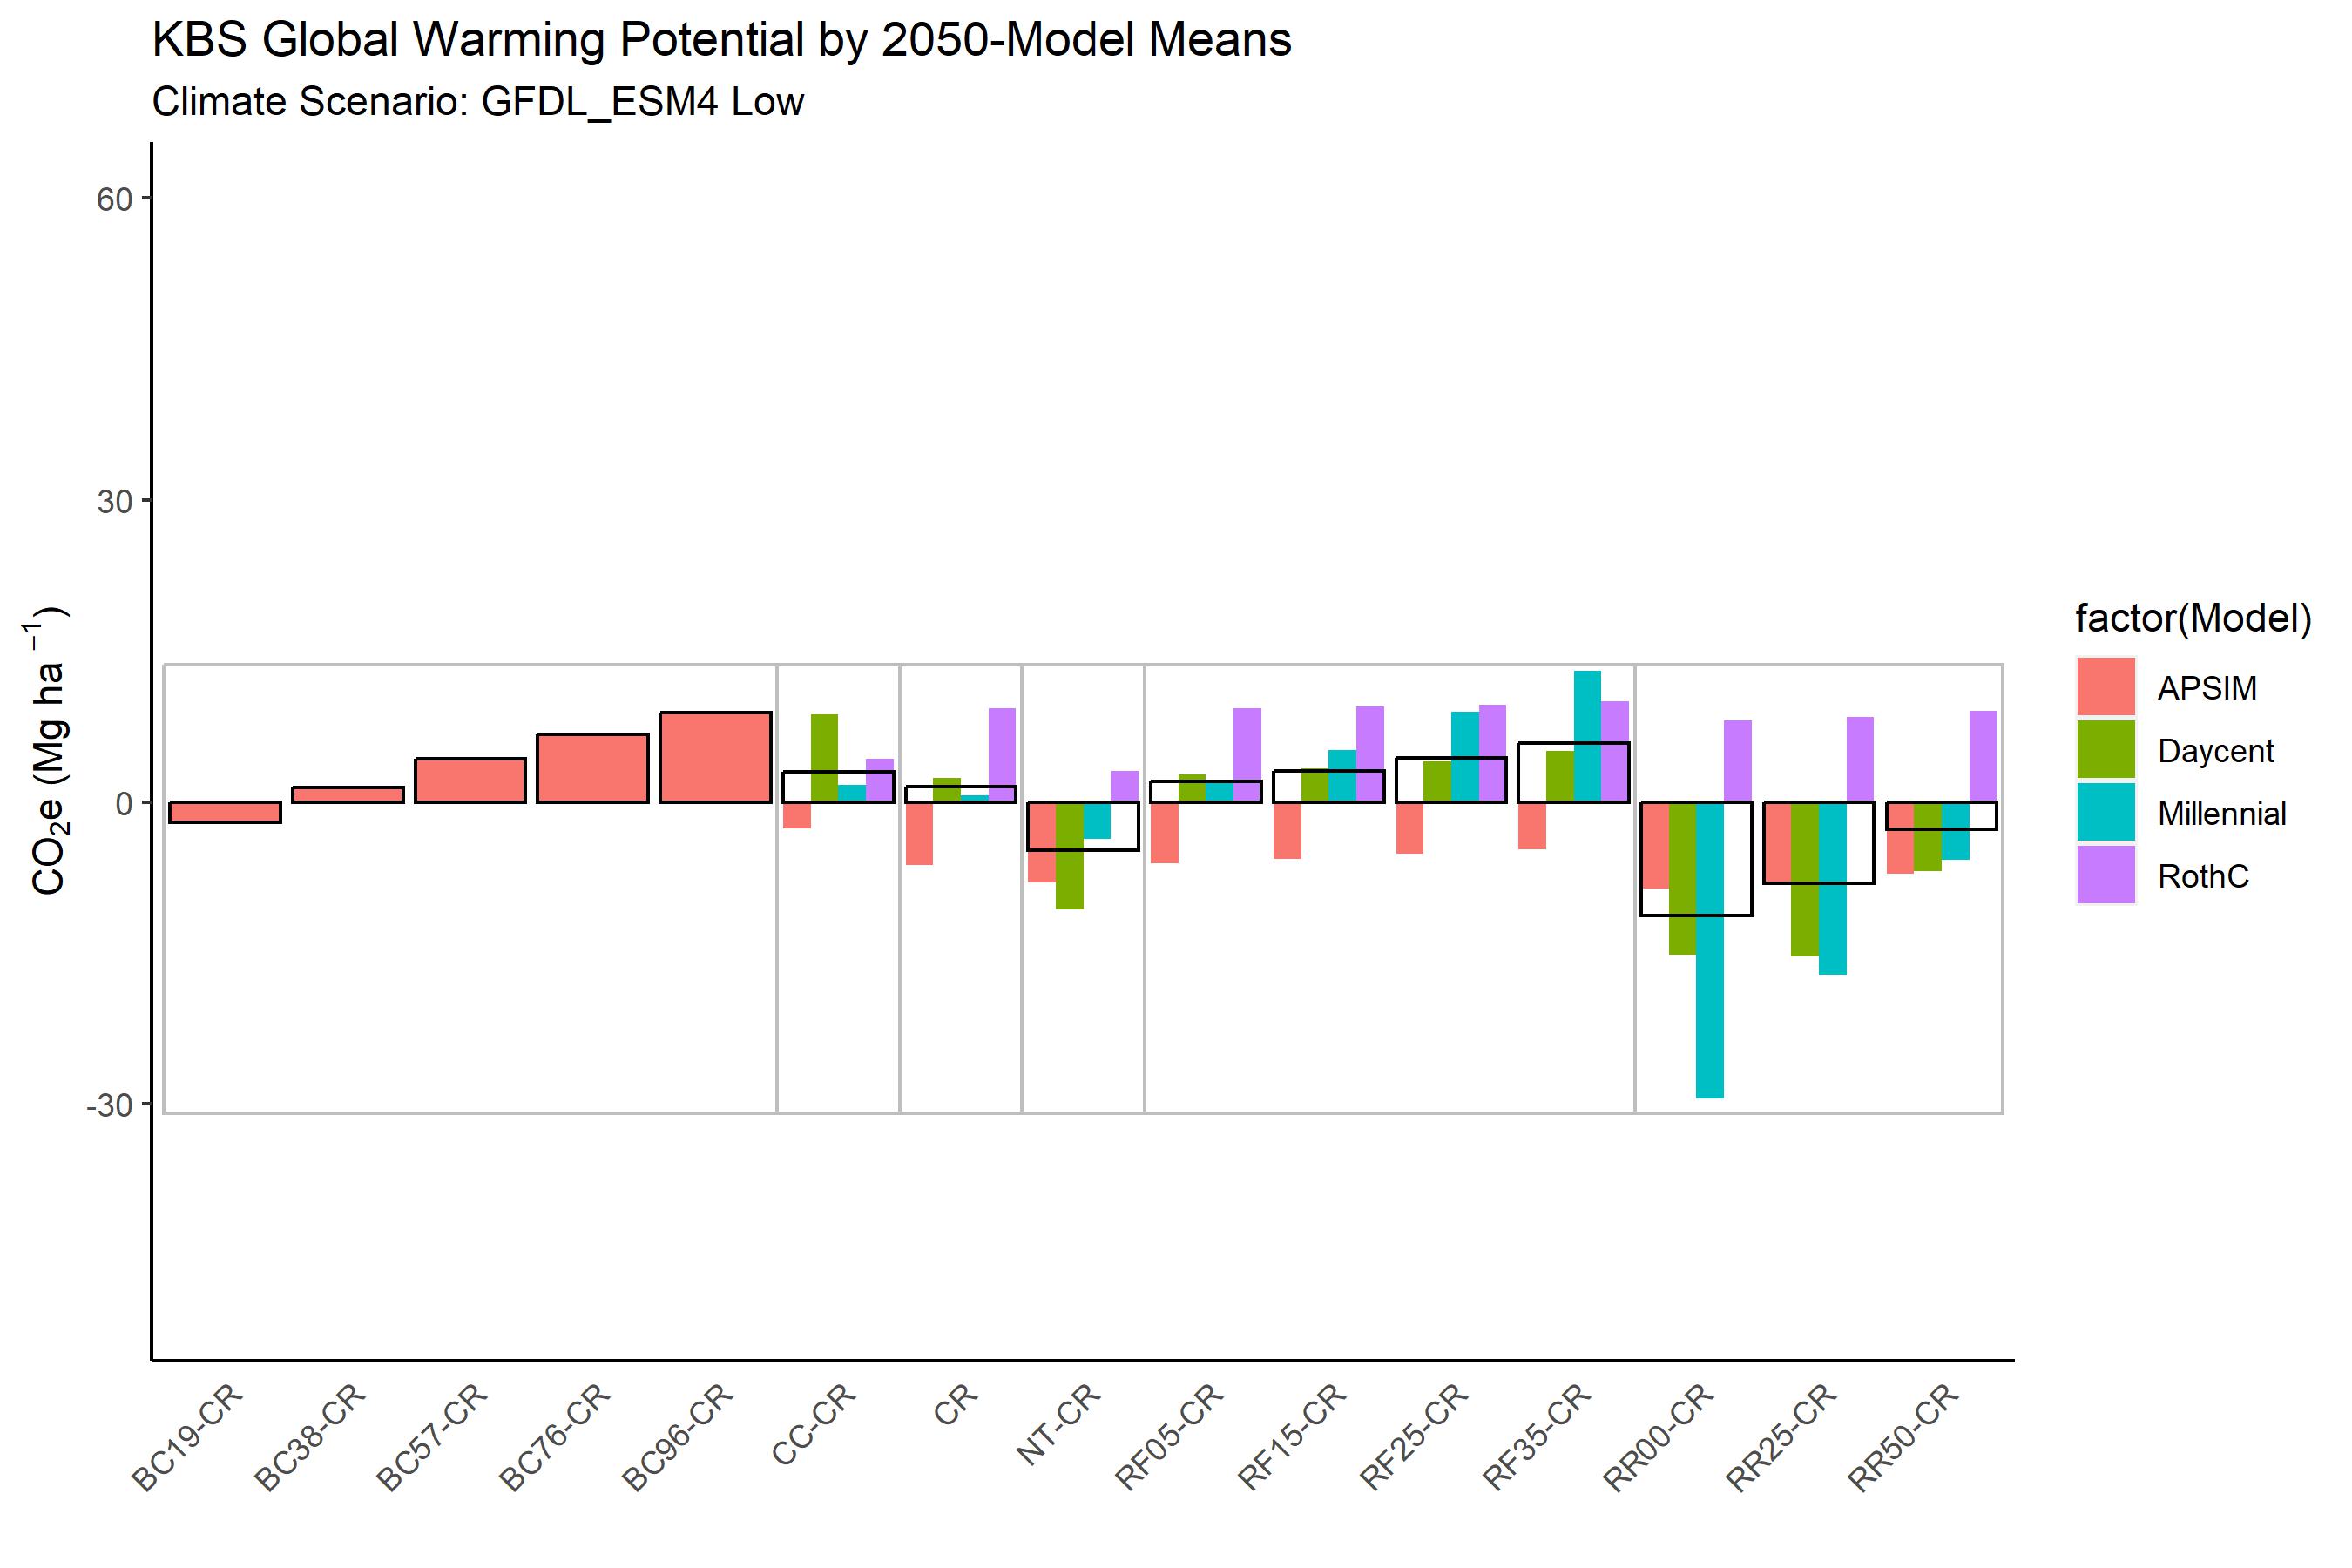 KBS Global Warming Potential by 2050-Model Means
Climate Scenario: GFDL_ESM4 Low
CO₂e (Mg ha ⁻¹)
60
30
0
-30
BC19-CR
BC38-CR
BC57-CR
BC76-CR
BC96-CR
CC-CR
CR
NT-CR
RF05-CR
RF15-CR
RF25-CR
RF35-CR
RR00-CR
RR25-CR
RR50-CR
factor(Model)
APSIM
Daycent
Millennial
RothC